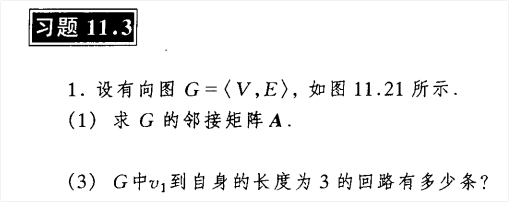 习题 11.3
1. 设有向图 G=〈V,E〉, 如图 11.21 所示.
(1) 求 G 的邻接矩阵 A.
(3) G中v₁到自身的长度为 3 的回路有多少条?